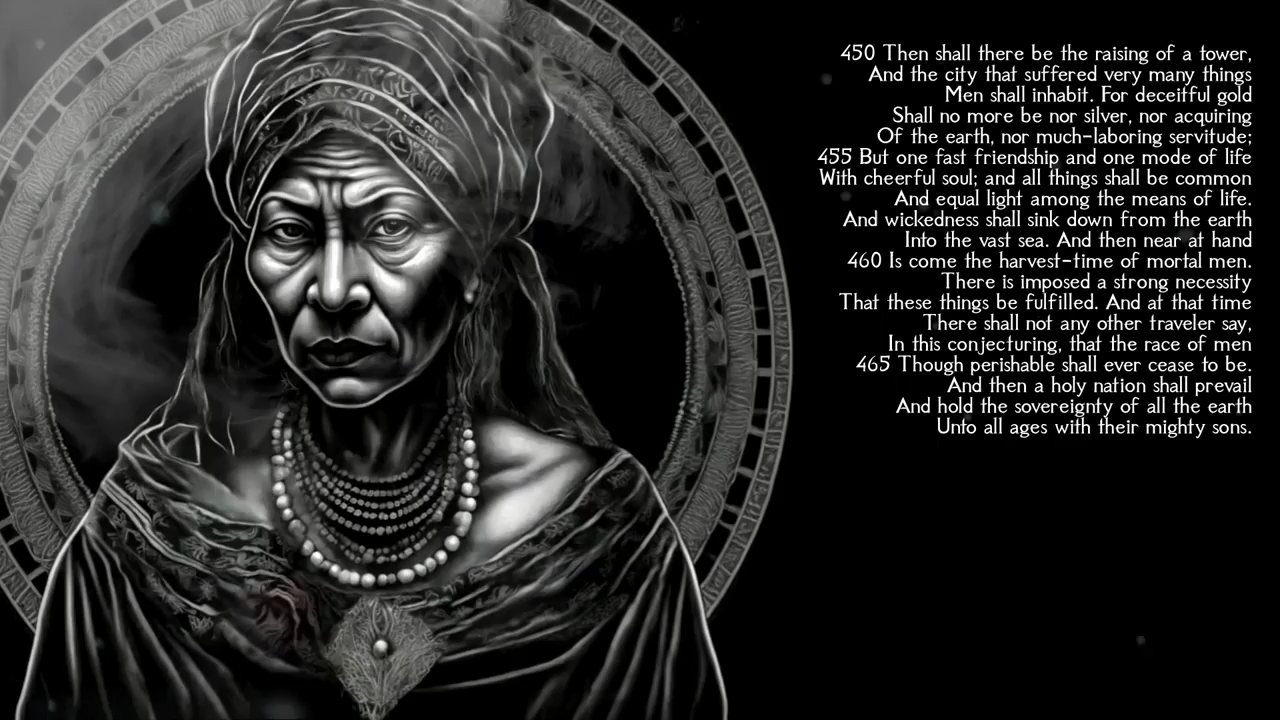 450 Then shall there be the raising of a tower,
And the city that suffered very many things
Men shall inhabit. For deceitful gold
Shall no more be nor silver, nor acquiring
Of the earth, nor much-laboring servitude;
455 But one fast friendship and one mode of life
With cheerful soul; and all things shall be common
And equal light among the means of life.
And wickedness shall sink down from the earth
Into the vast sea. And then near at hand
460 Is come the harvest-time of mortal men.
There is imposed a strong necessity
That these things be fulfilled. And at that time
There shall not any other traveler say,
In this conjecturing, that the race of men
465 Though perishable shall ever cease to be.
And then a holy nation shall prevail
And hold the sovereignty of all the earth
Unto all ages with their mighty sons.